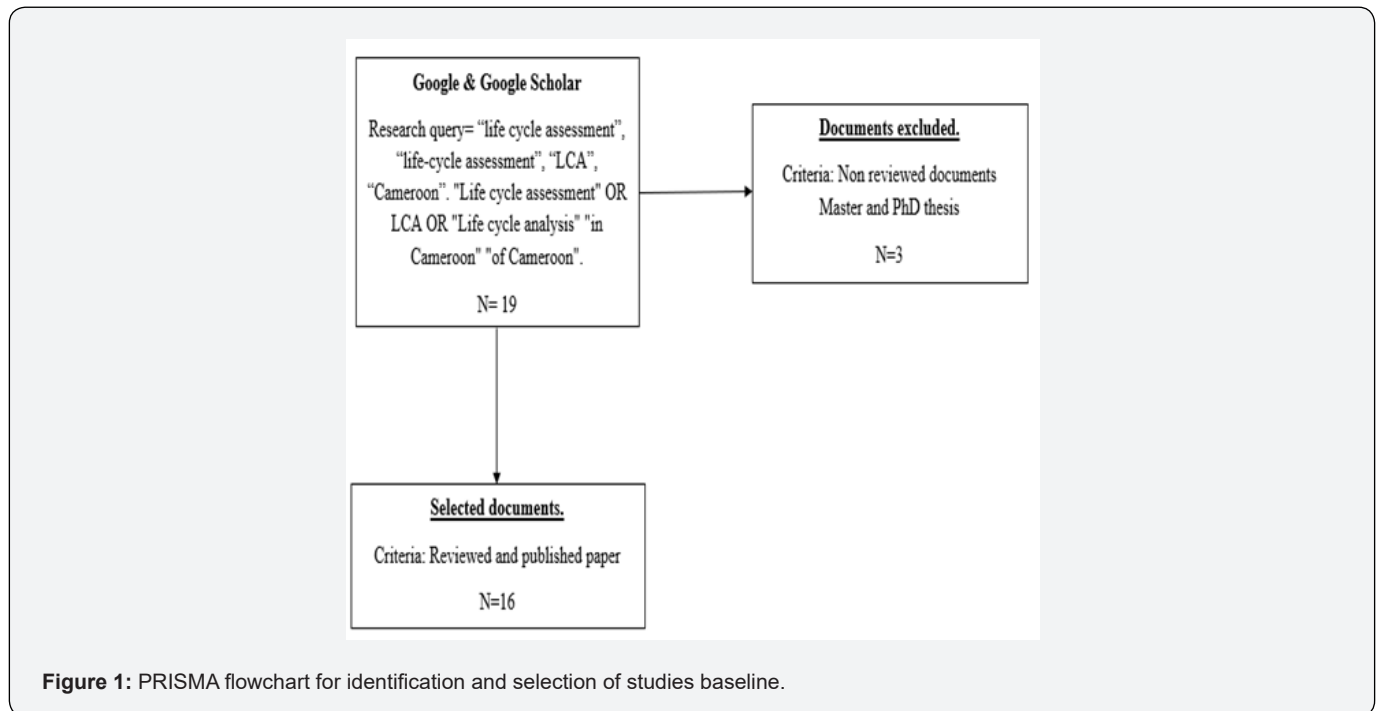 Google & Google Scholar
Research query= “life cycle assessment”,
“life-cycle assessment”, “LCA”,
“Cameroon”. "Life cycle assessment" OR
LCA OR "Life cycle analysis" "in
Cameroon" "of Cameroon".
N= 19
Documents excluded.
Criteria: Non reviewed documents
Master and PhD thesis
N=3
Selected documents.
Criteria: Reviewed and published paper
N=16
Figure 1: PRISMA flowchart for identification and selection of studies baseline.